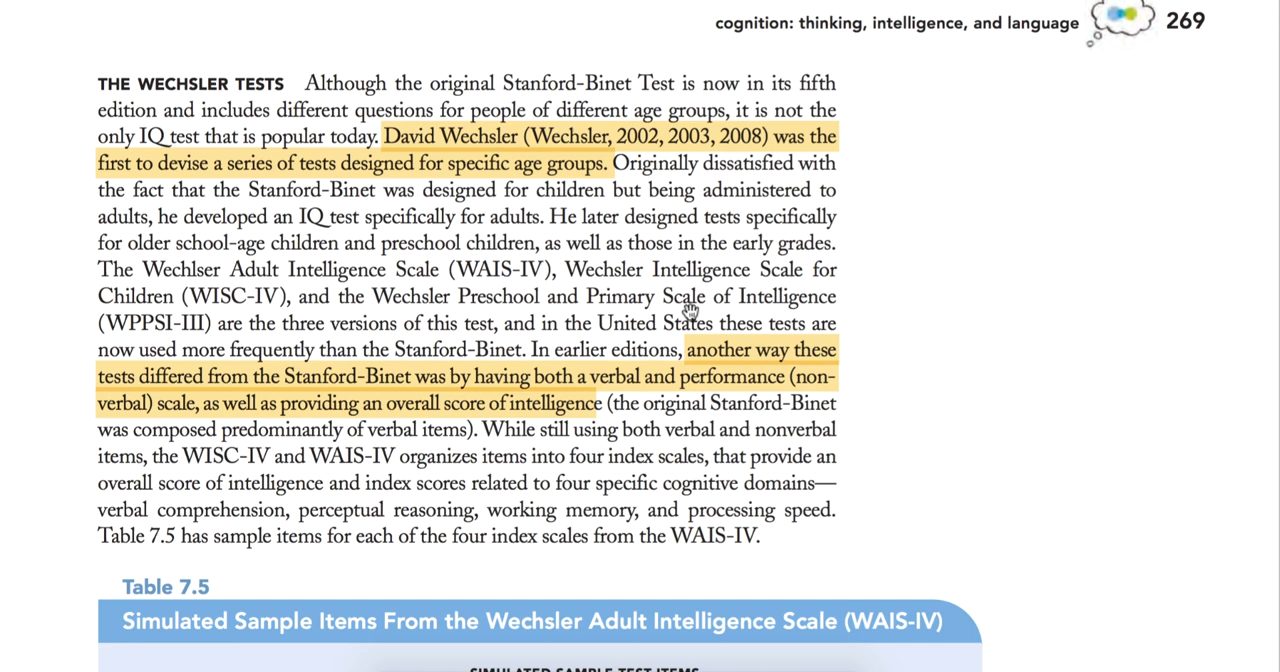 cognition: thinking, intelligence, and language 269
THE WECHSLER TESTS Although the original Stanford-Binet Test is now in its fifth
edition and includes different questions for people of different age groups, it is not the
only IQ test that is popular today. David Wechsler (Wechsler, 2002, 2003, 2008) was the
first to devise a series of tests designed for specific age groups. Originally dissatisfied with
the fact that the Stanford-Binet was designed for children but being administered to
adults, he developed an IQ test specifically for adults. He later designed tests specifically
for older school-age children and preschool children, as well as those in the early grades.
The Wechlser Adult Intelligence Scale (WAIS-IV), Wechsler Intelligence Scale for
Children (WISC-IV), and the Wechsler Preschool and Primary Scale of Intelligence
(WPPSI-III) are the three versions of this test, and in the United States these tests are
now used more frequently than the Stanford-Binet. In earlier editions, another way these
tests differed from the Stanford-Binet was by having both a verbal and performance (non-
verbal) scale, as well as providing an overall score of intelligence (the original Stanford-Binet
was composed predominantly of verbal items). While still using both verbal and nonverbal
items, the WISC-IV and WAIS-IV organizes items into four index scales, that provide an
overall score of intelligence and index scores related to four specific cognitive domains—
verbal comprehension, perceptual reasoning, working memory, and processing speed.
Table 7.5 has sample items for each of the four index scales from the WAIS-IV.
Table 7.5
Simulated Sample Items From the Wechsler Adult Intelligence Scale (WAIS-IV)
SIMULATED SAMPLE TEST ITEMS